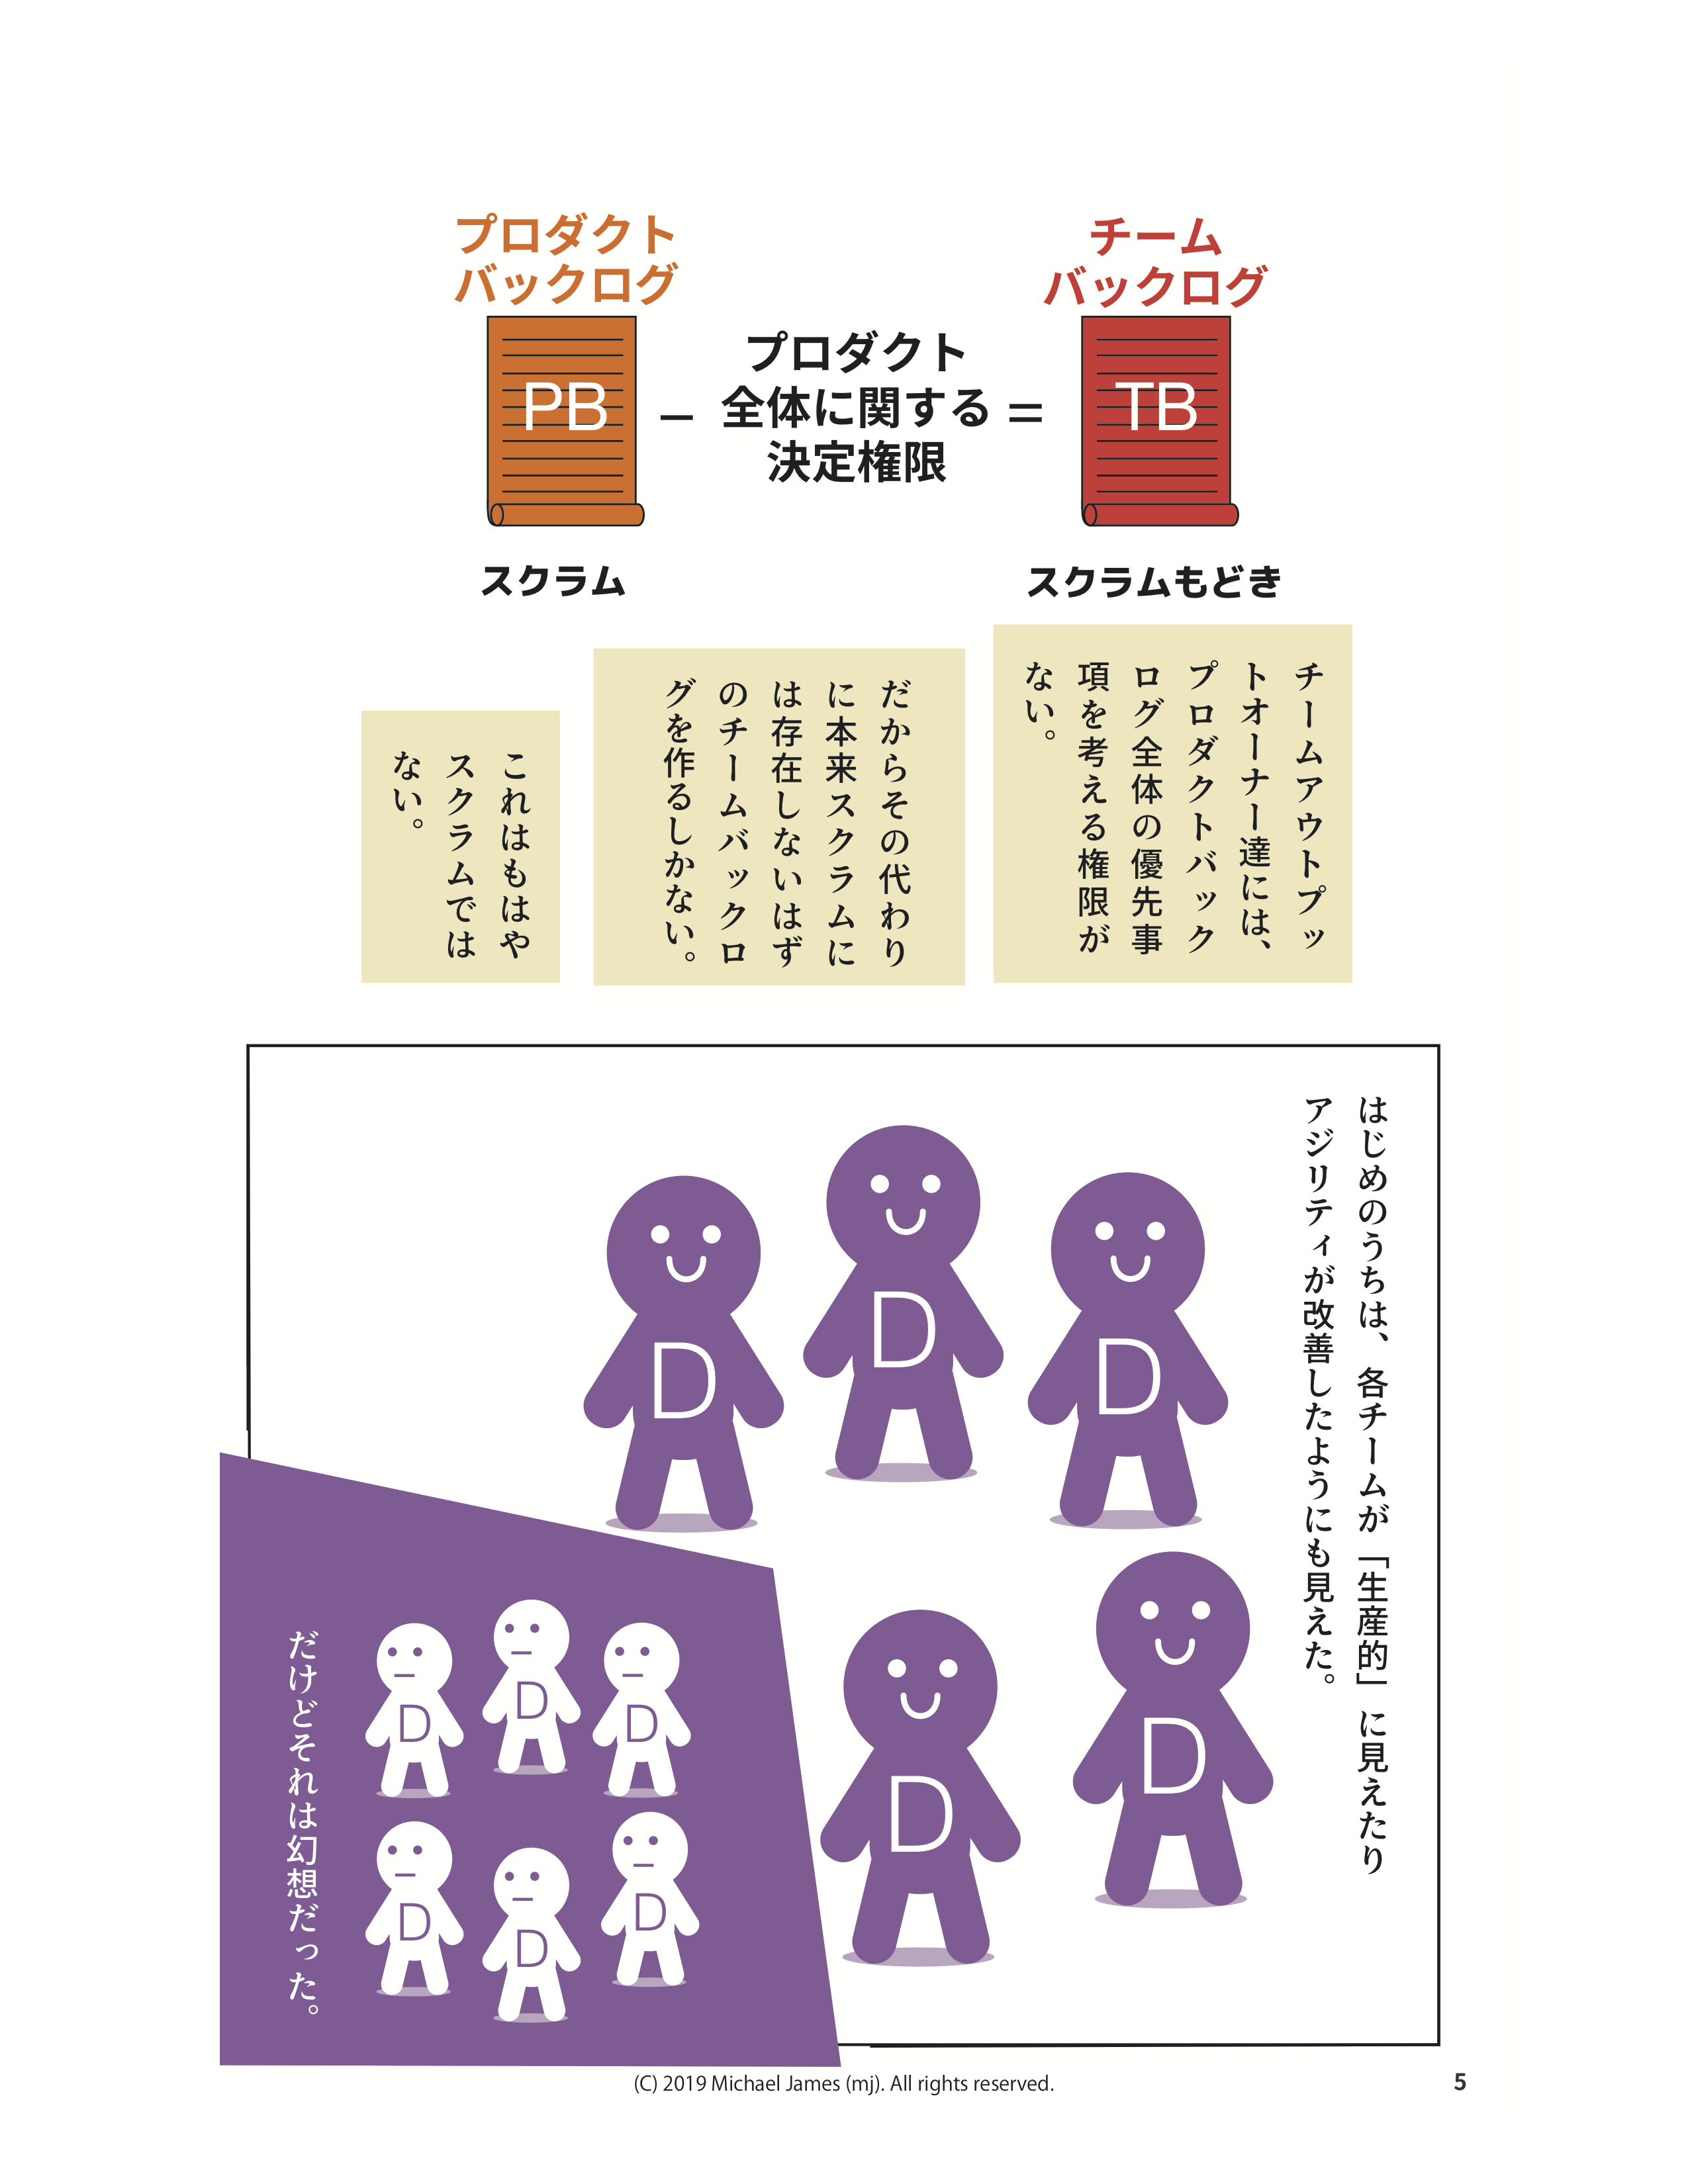 プロダクト
バックログ
PB
スクラム
−
プロダクト
全体に関する
決定権限
=
チーム
バックログ
TB
スクラムもどき
チームアウトプッ
トオーナー達には、
プロダクトバック
ログ全体の優先事
項を考える権限が
ない。
だからその代わり
に本来スクラムに
は存在しないはず
のチームバックロ
グを作るしかない。
これはもはや
スクラムでは
ない。
はじめのうちは、各チームが「生産的」に見えたり
アジリティが改善したようにも見えた。
D
D
D
D
D
だけどそれは幻想だった。
D
D
D
D
D
D
(C) 2019 Michael James (mj). All rights reserved.
5